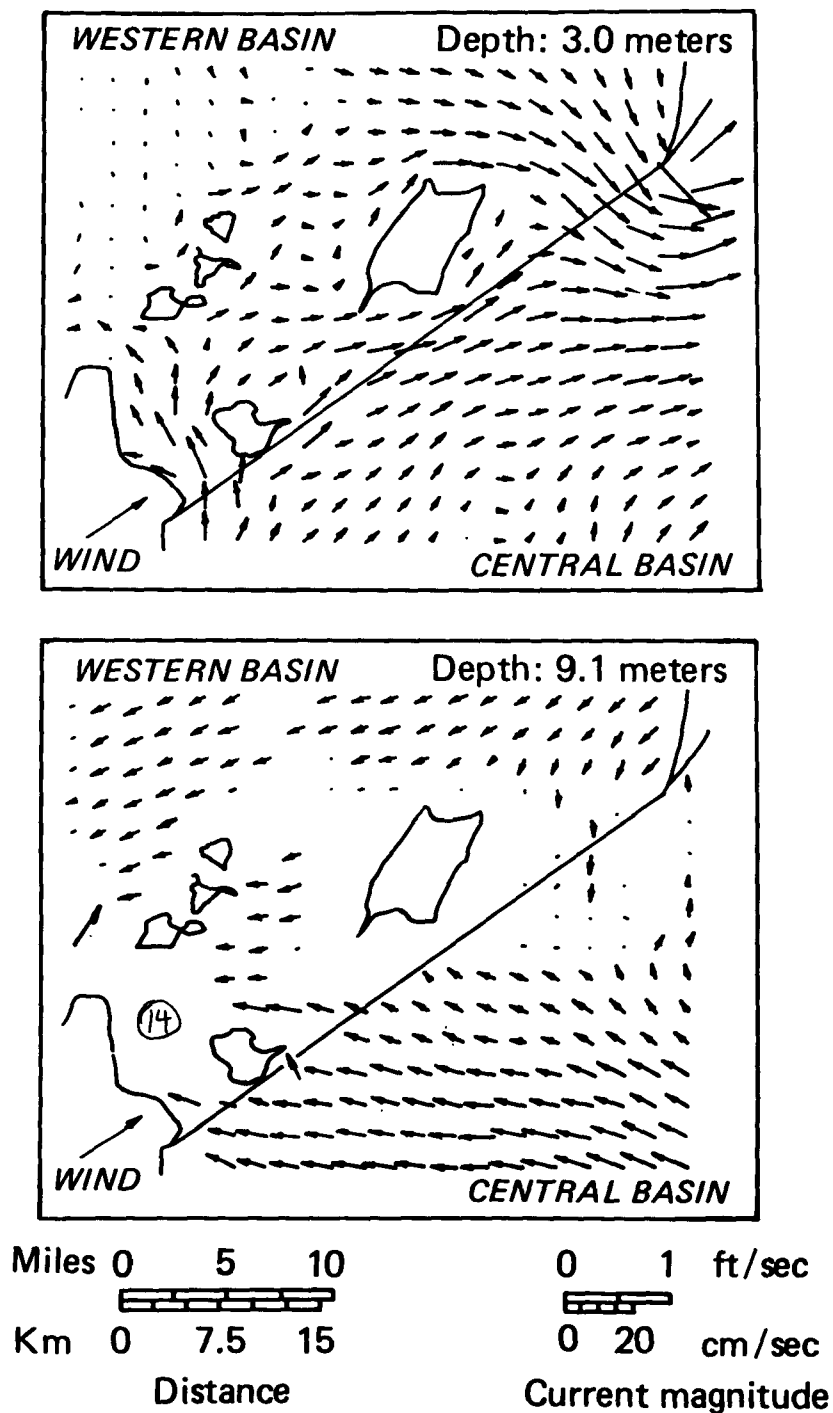 WESTERN BASIN Depth: 3.0 meters
WIND
CENTRAL BASIN
WESTERN BASIN Depth: 9.1 meters
14
WIND
CENTRAL BASIN
Miles 0 5 10
Km 0 7.5 15
Distance
0 1 ft/sec
0 20 cm/sec
Current magnitude